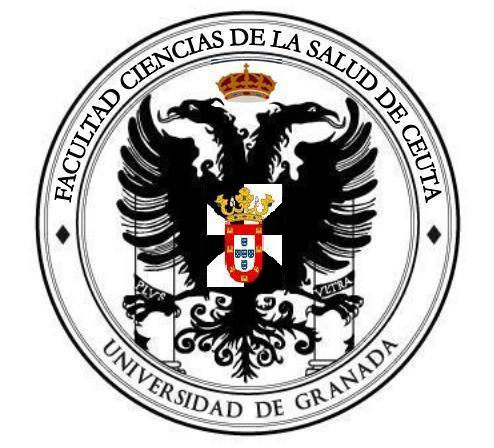 FACULTAD CIENCIAS DE LA SALUD DE CEUTA
PLVS VLTRA
UNIVERSIDAD DE GRANADA